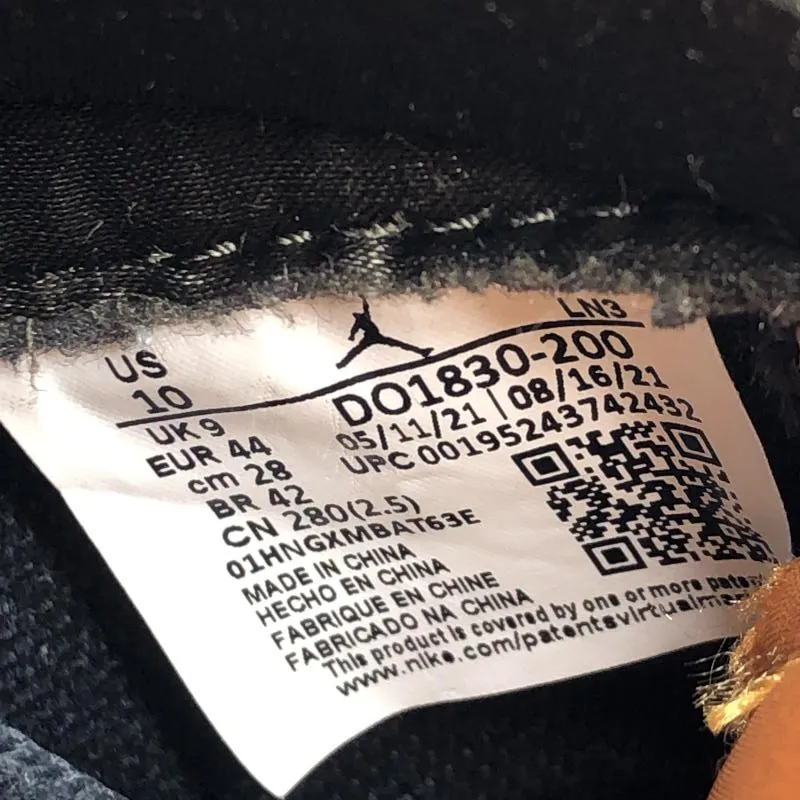 US
10
LN3
DO1830-200
05/11/21 | 08/16/21
UPC 00195243742432
UK 9
EUR 44
cm 28
BR 42
CN 280(2.5)
01HNGXMBAT63E
MADE IN CHINA
HECHO EN CHINA
FABRIQUE EN CHINE
FABRICADO NA CHINA
This product is covered by one or more
www.nike.com/patentsvirtualmar